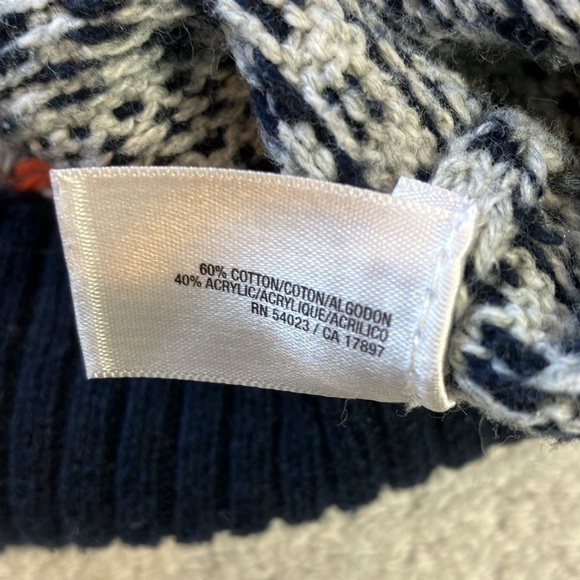 60% COTTON/COTON/ALGODON
40% ACRYLIC/ACRYLIQUE/ACRILICO
RN 54023 / CA 17897